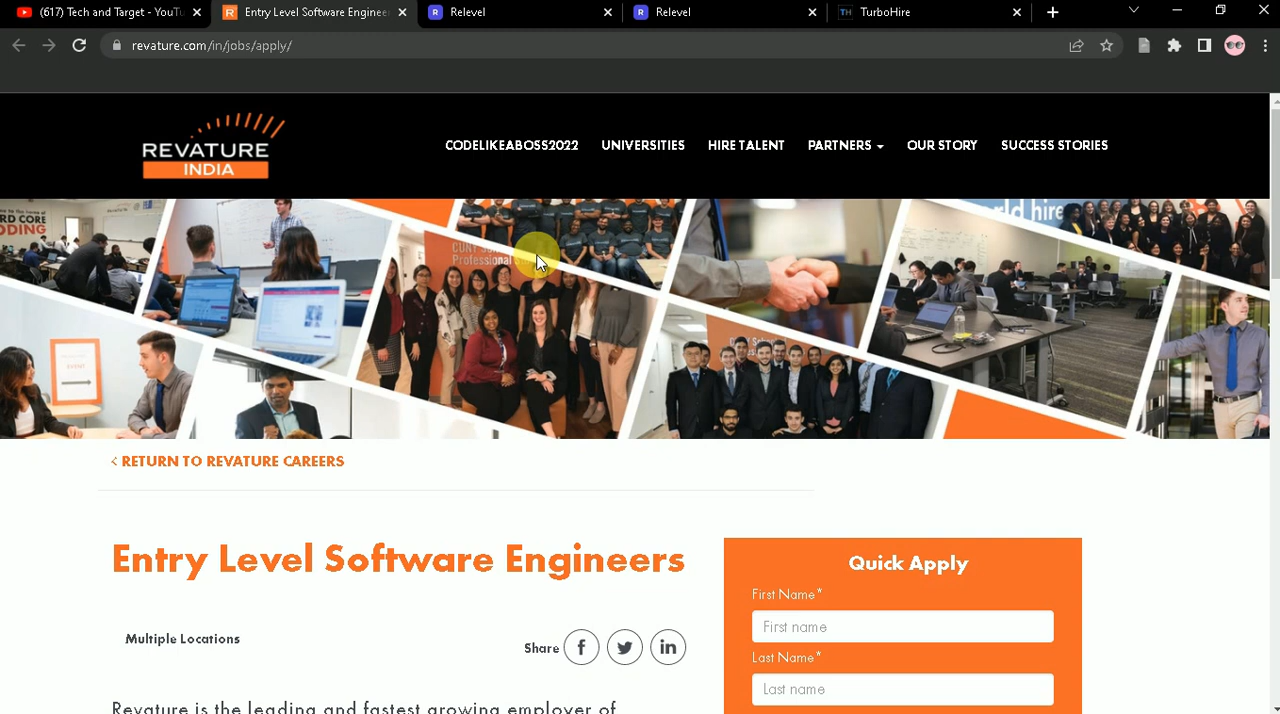 (617) Tech and Target - YouTu
Entry Level Software Engineer
Relevel
Relevel
TH TurboHire
revature.com/in/jobs/apply/
REVATURE
INDIA
CODELIKEABOSS2022 UNIVERSITIES HIRE TALENT PARTNERS OUR STORY SUCCESS STORIES
< RETURN TO REVATURE CAREERS
Entry Level Software Engineers
Multiple Locations
Share
Revature is the leading and fastest growing employer of
Quick Apply
First Name*
First name
Last Name*
Last name